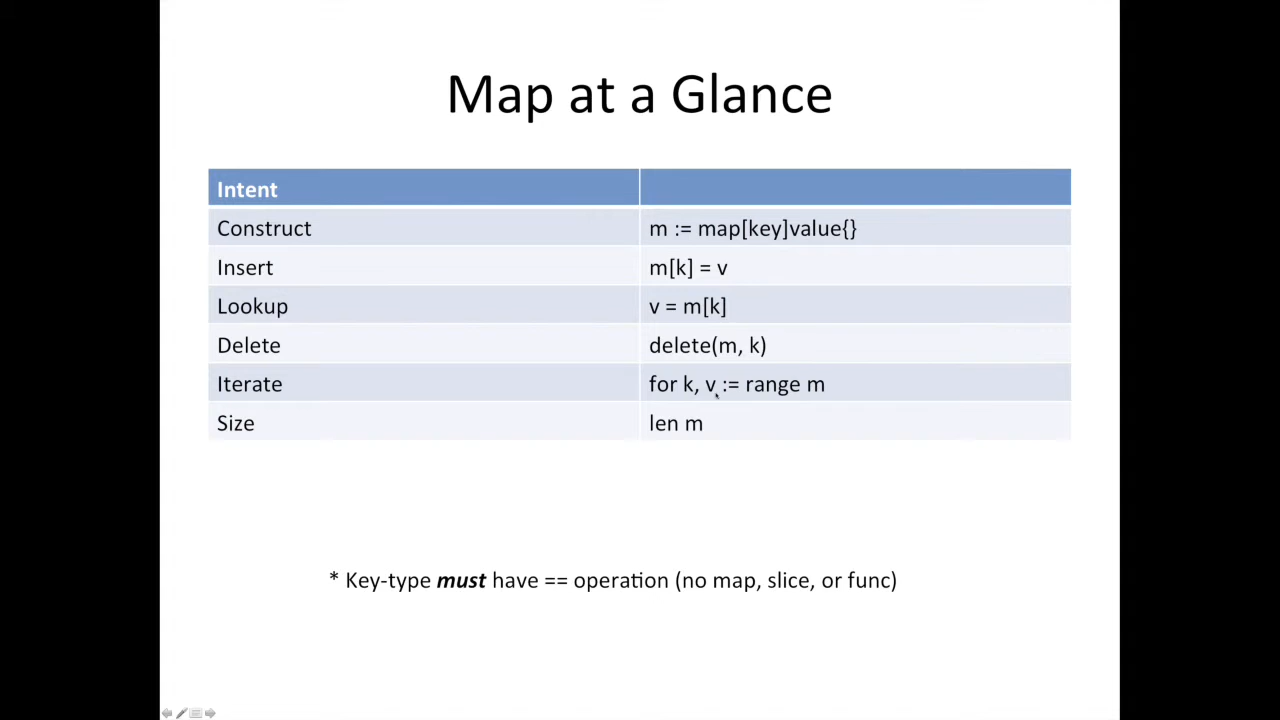 Map at a Glance
Intent
Construct m := map[key]value{}
Insert m[k] = v
Lookup v = m[k]
Delete delete(m, k)
Iterate for k, v := range m
Size len m
* Key-type must have == operation (no map, slice, or func)